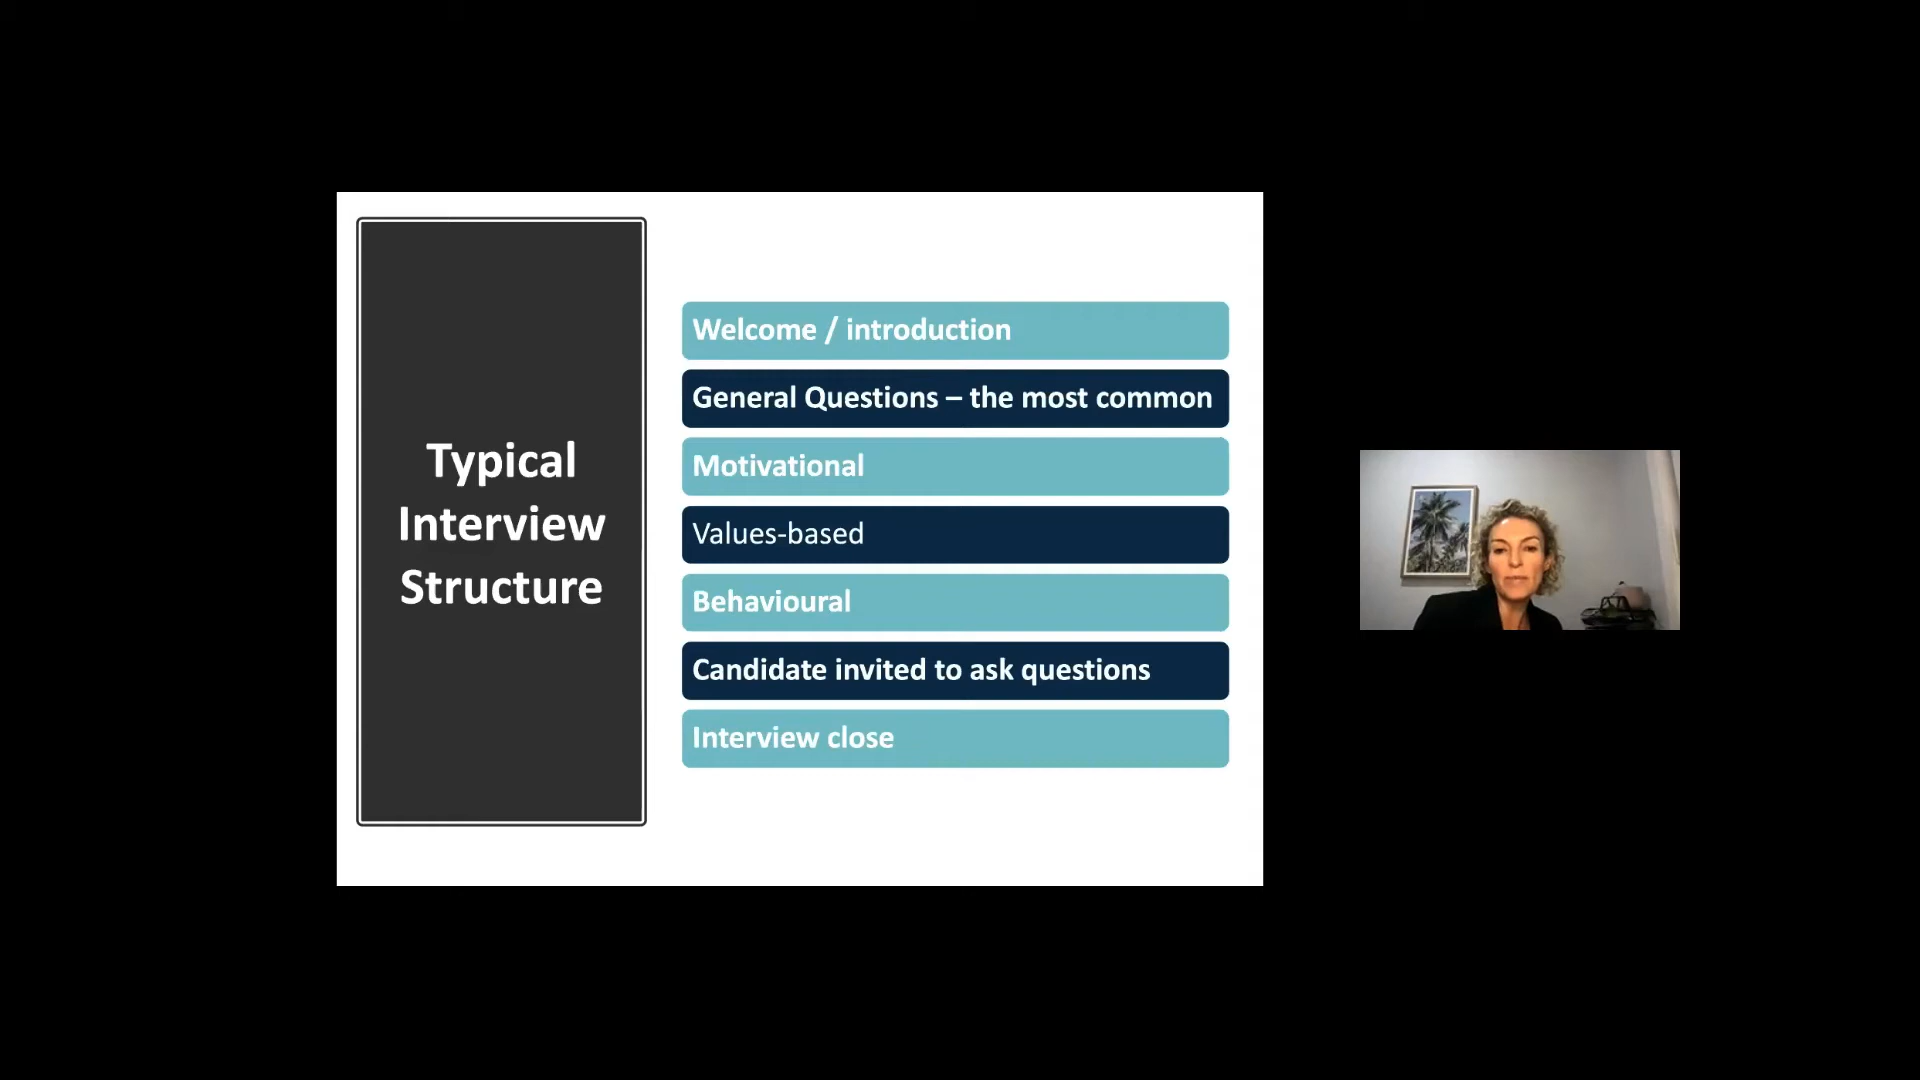 Typical
Interview
Structure
Welcome / introduction
General Questions – the most common
Motivational
Values-based
Behavioural
Candidate invited to ask questions
Interview close